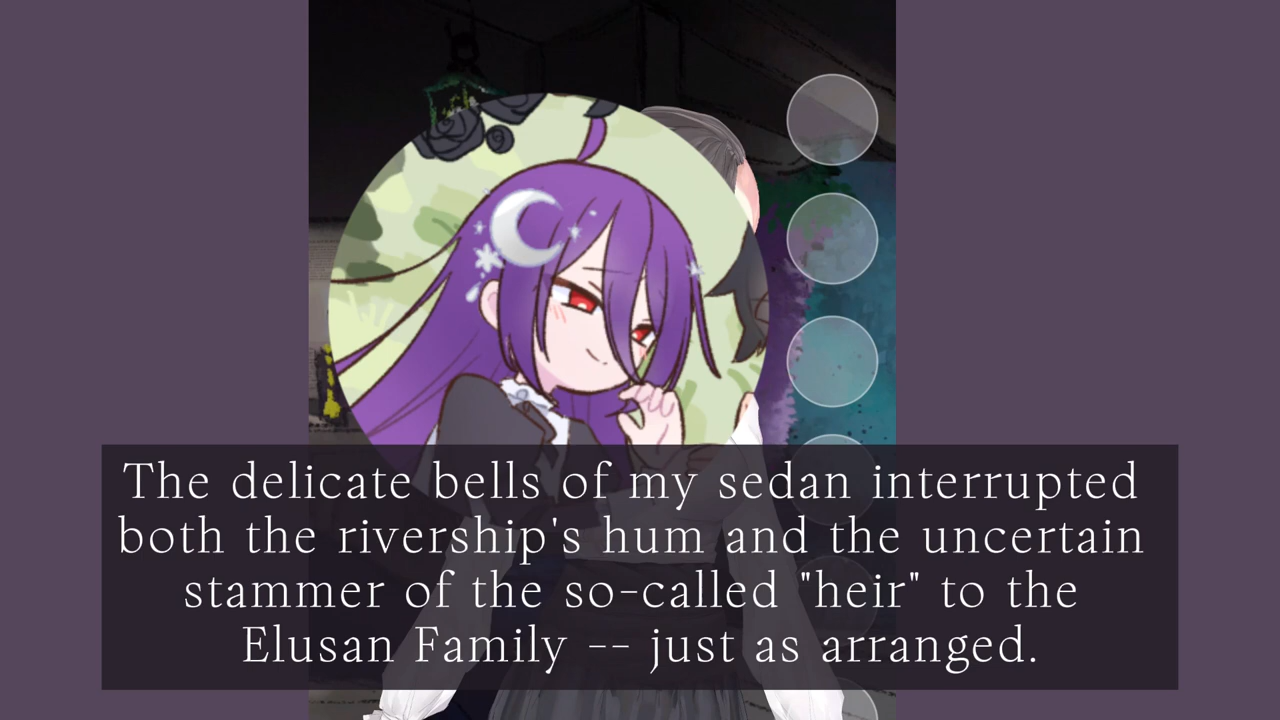 The delicate bells of my sedan interrupted
both the rivership's hum and the uncertain
stammer of the so-called "heir" to the
Elusan Family -- just as arranged.